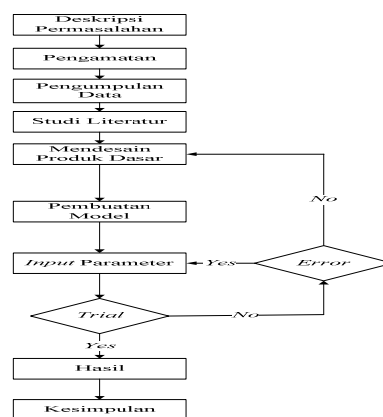 Deskripsi
Permasalahan
Pengamatan
Pengumpulan
Data
Studi Literatur
Mendesain
Produk Dasar
No
Pembuatan
Model
Input Parameter
Yes
Error
Trial
No
Yes
Hasil
Kesimpulan